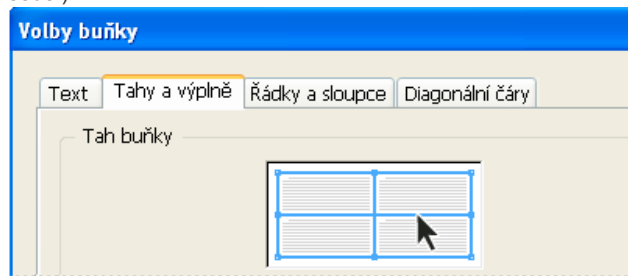 Volby buňky
Text Tahy a výplně Řádky a sloupce Diagonální čáry
Tah buňky